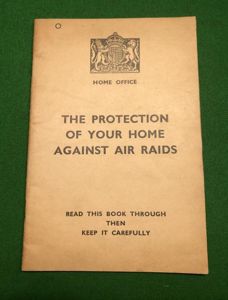 HOME OFFICE
THE PROTECTION
OF YOUR HOME
AGAINST AIR RAIDS
READ THIS BOOK THROUGH
THEN
KEEP IT CAREFULLY